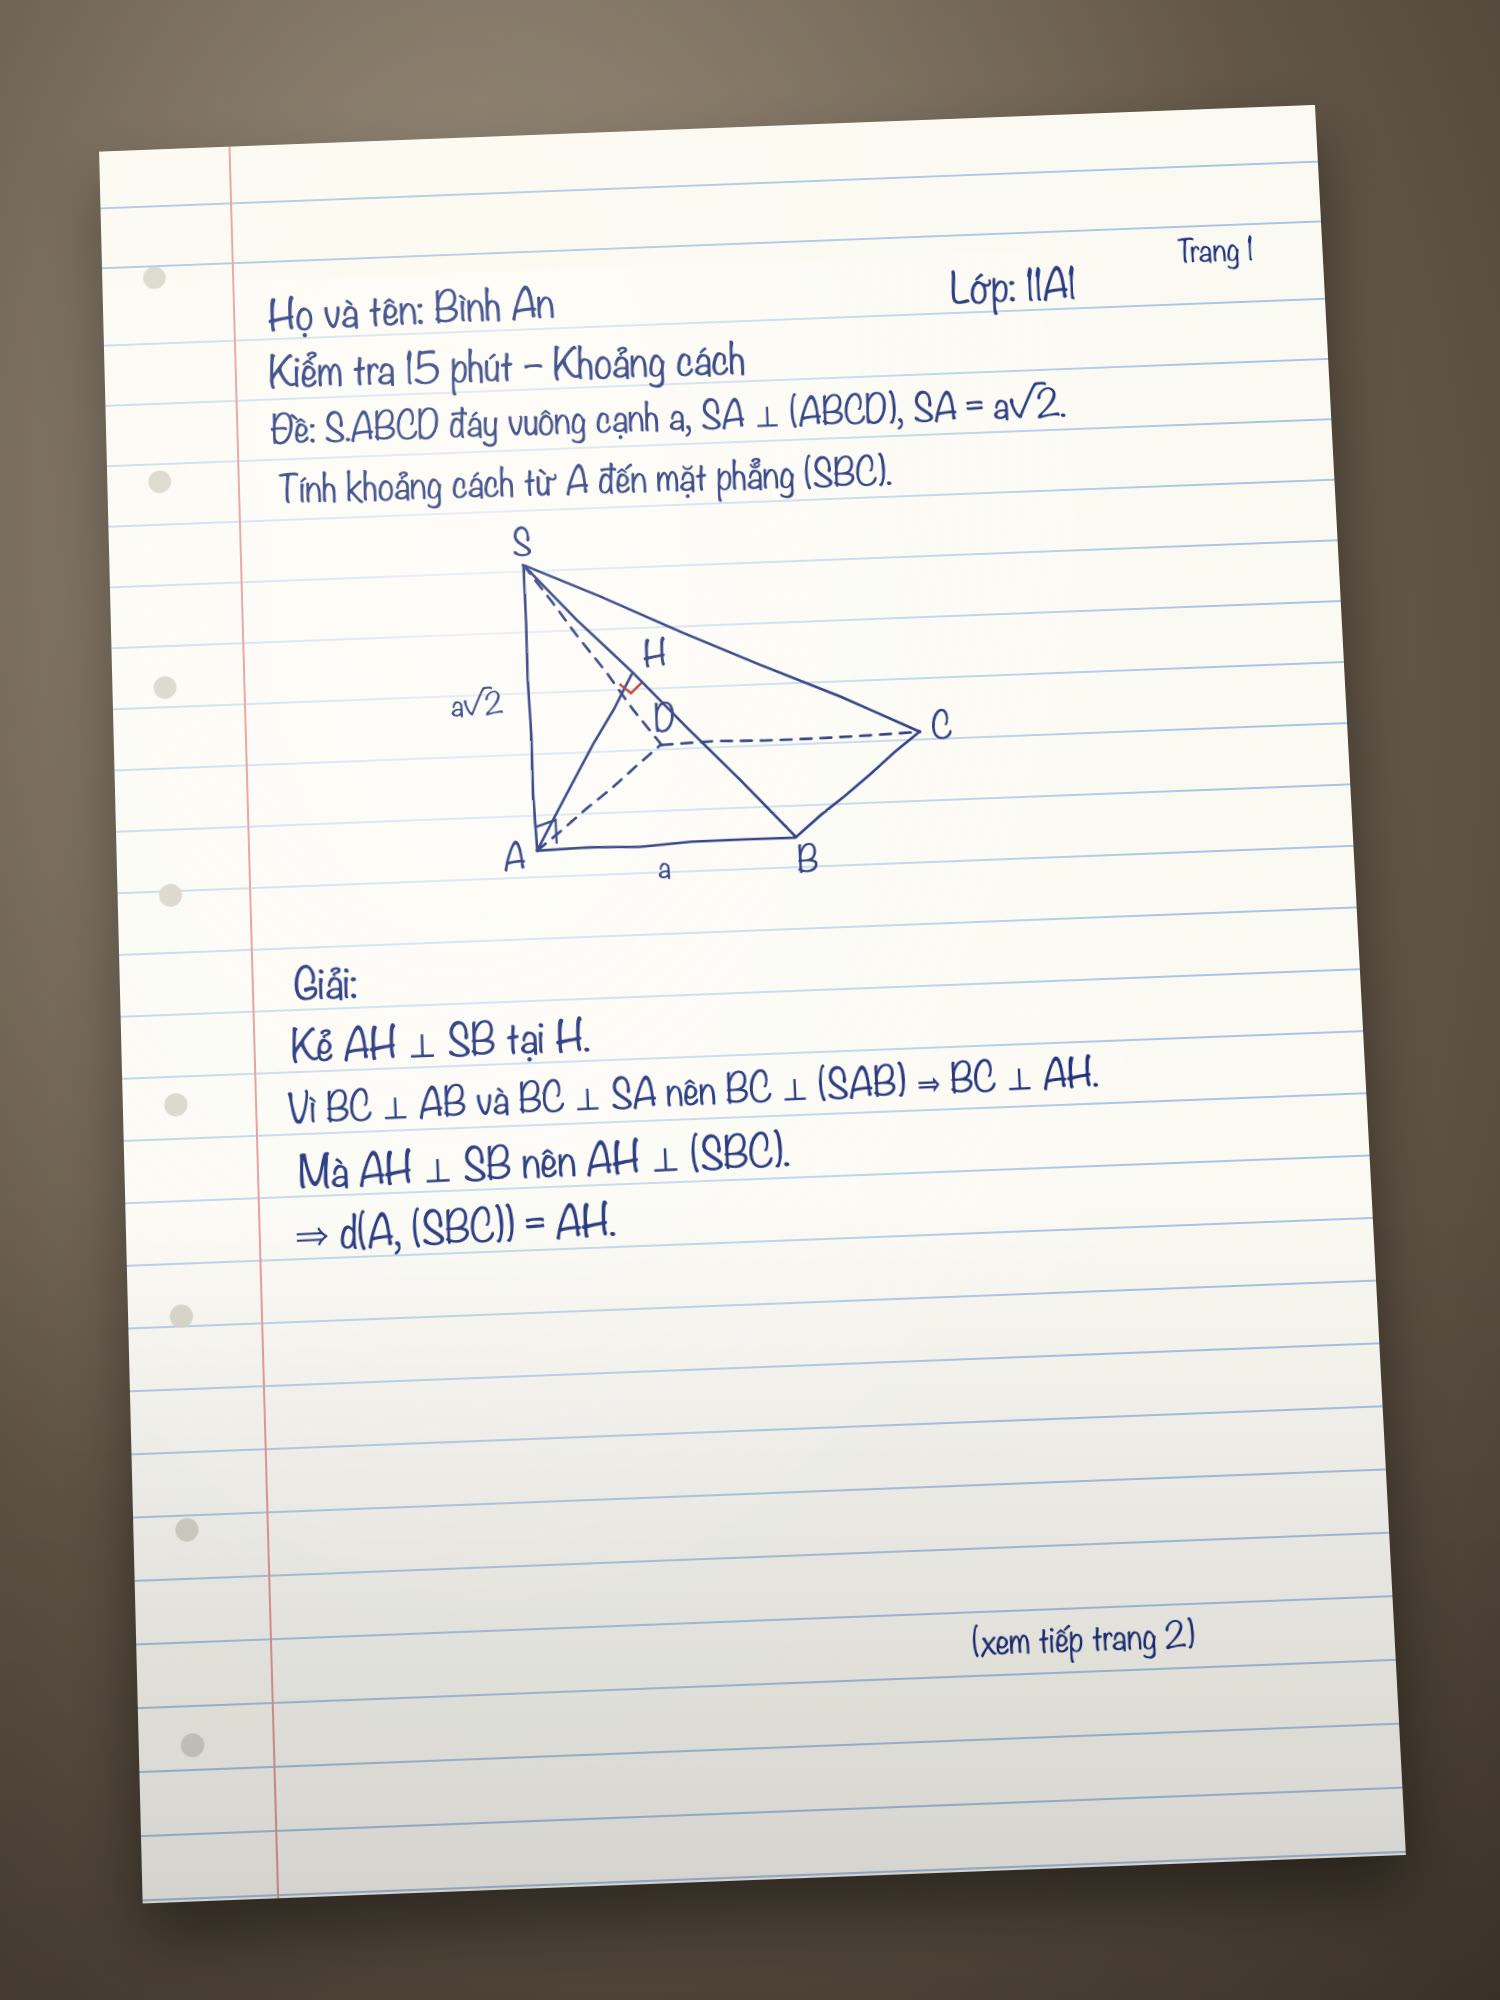 Trang 1
Họ và tên: Bình An Lớp: 11A1
Kiểm tra 15 phút – Khoảng cách
Đề: S.ABCD đáy vuông cạnh a, SA ⊥ (ABCD), SA = a√2.
Tính khoảng cách từ A đến mặt phẳng (SBC).
S
H
a√2
D
C
A
B
a
Giải:
Kẻ AH ⊥ SB tại H.
Vì BC ⊥ AB và BC ⊥ SA nên BC ⊥ (SAB) ⇒ BC ⊥ AH.
Mà AH ⊥ SB nên AH ⊥ (SBC).
⇒ d(A, (SBC)) = AH.
(xem tiếp trang 2)